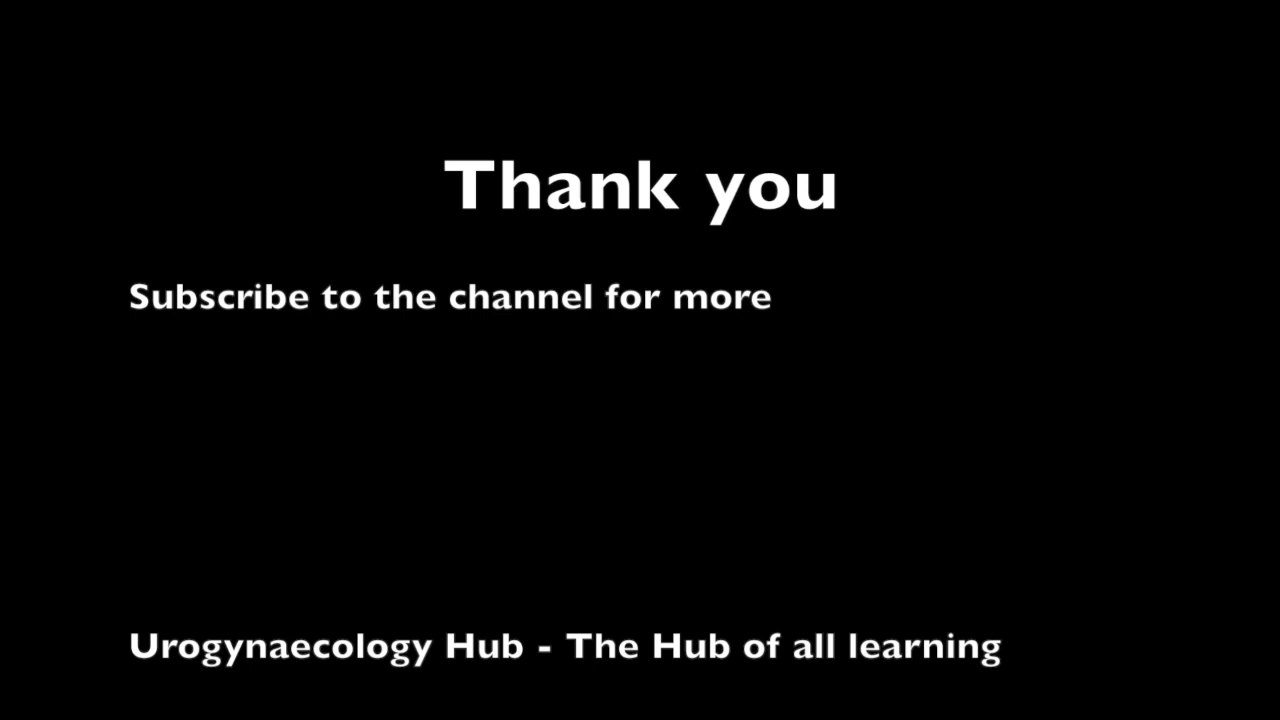 Thank you
Subscribe to the channel for more
Urogynaecology Hub - The Hub of all learning